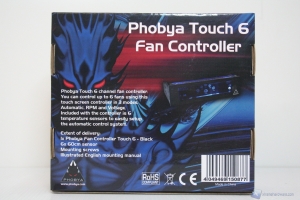 Phobya Touch 6
Fan Controller
Phobya Touch 6 channel fan controller
You can control up to 6 fans using this
touch screen controller in 3 modes.
Automatic, RPM and Voltage.
Included with the controller is 6
temperature sensors to easily setup
the automatic control system.
Extent of delivery
Phobya Fan Controller Touch 6 - Black
6x 60cm sensor
Mounting screws
Illustrated English mounting manual
PHOBYA
RoHS
CE